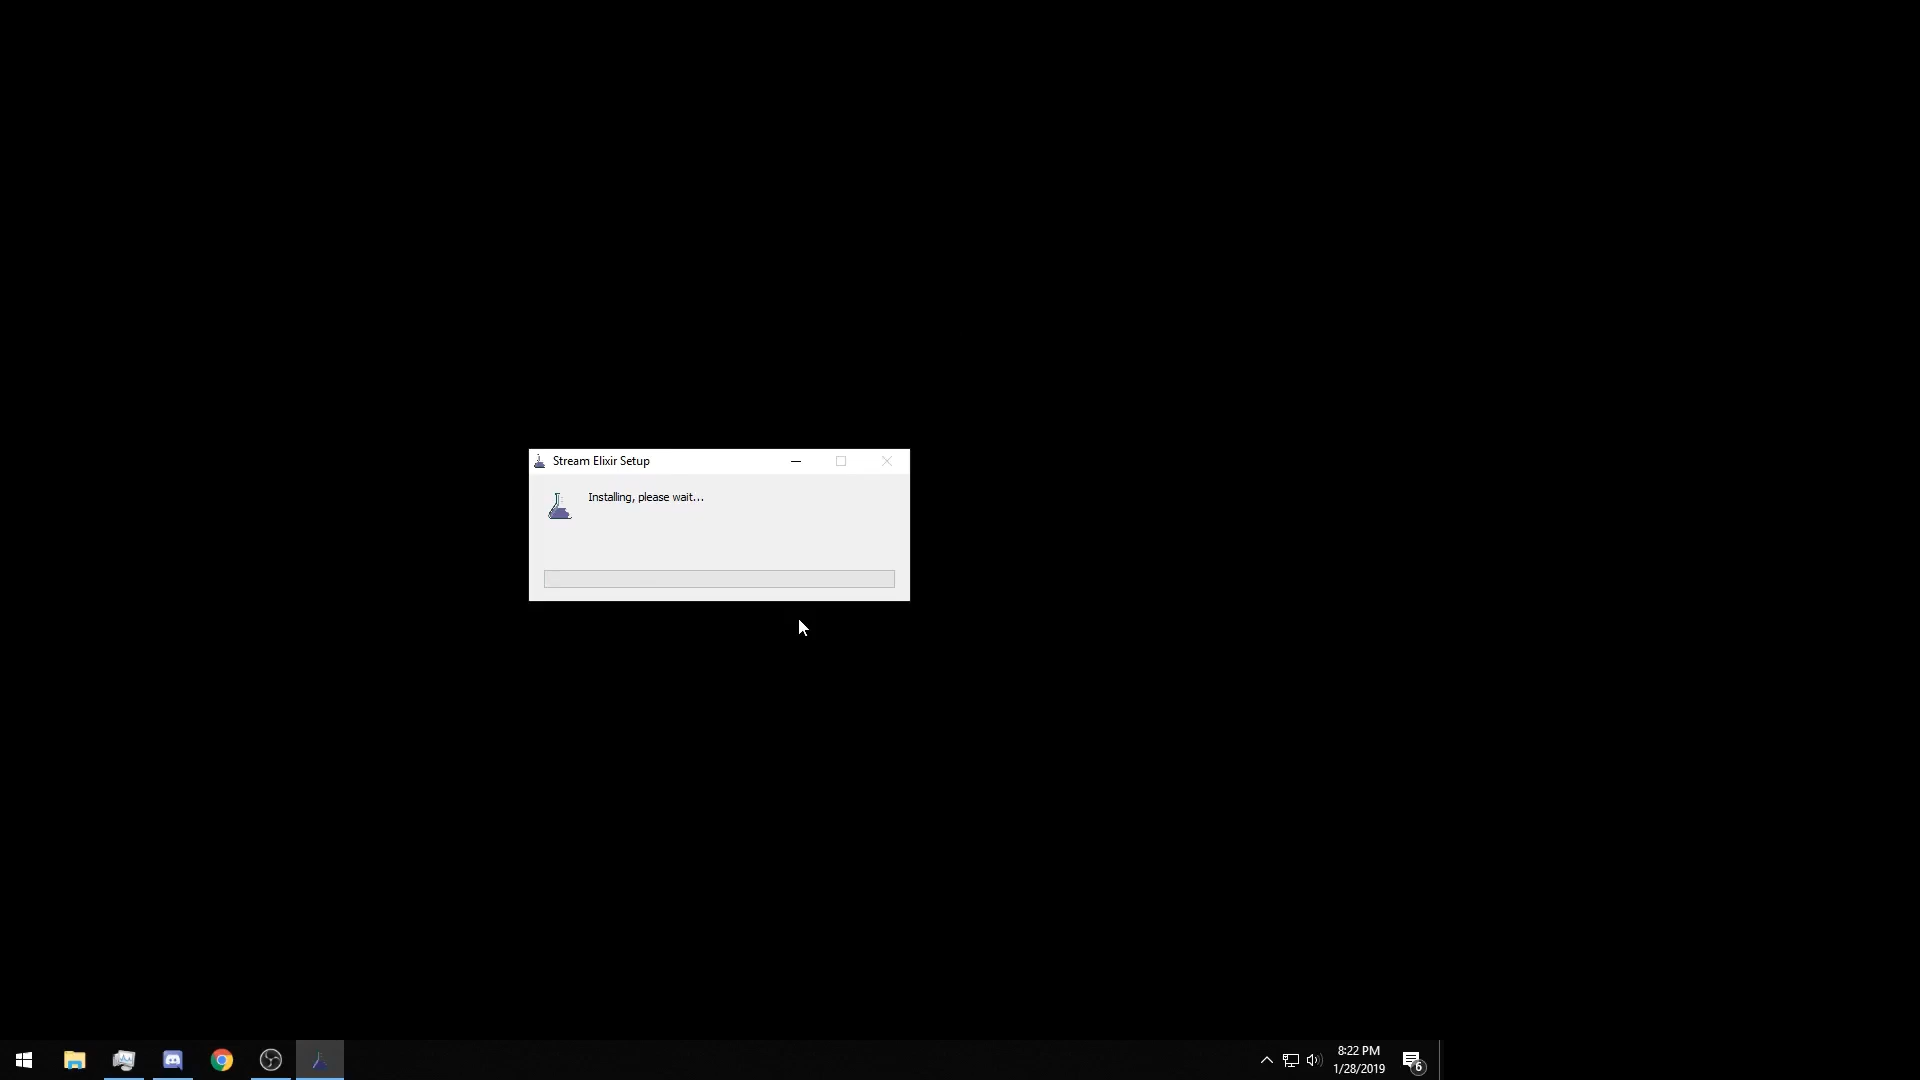 Stream Elixir Setup
Installing, please wait...
8:22 PM
1/28/2019
6